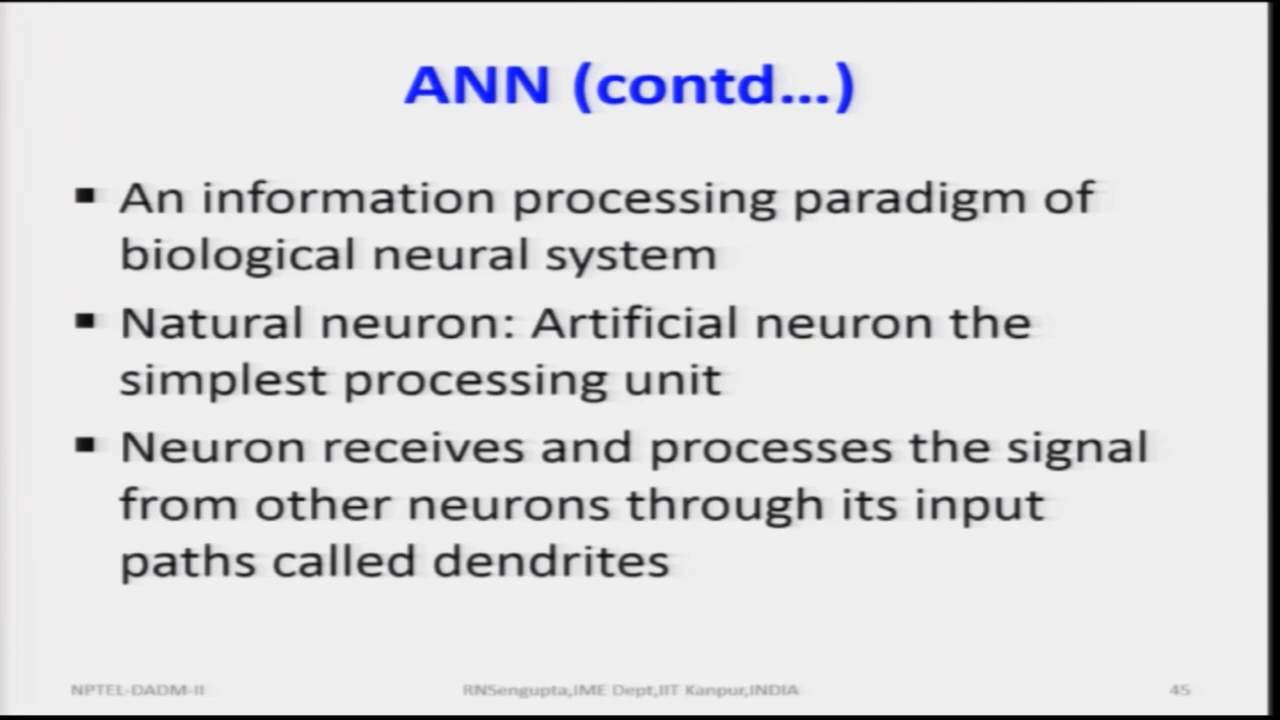 ANN (contd...)
▪ An information processing paradigm of
biological neural system
▪ Natural neuron: Artificial neuron the
simplest processing unit
▪ Neuron receives and processes the signal
from other neurons through its input
paths called dendrites
NPTEL-DADM-II RNSengupta,IME Dept,IIT Kanpur,INDIA 45